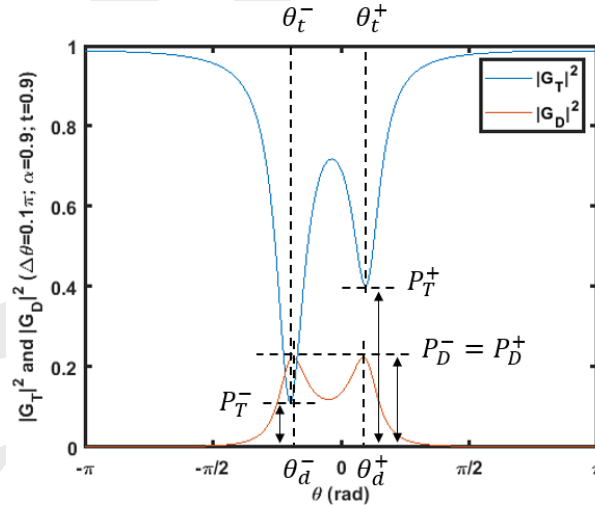 θ_t^- θ_t^+
1
0.8
0.6
0.4
0.2
0
|G_T|^2 and |G_D|^2 (Δθ=0.1π; α=0.9; t=0.9)
|G_T|^2
|G_D|^2
P_T^+
P_D^- = P_D^+
P_T^-
-π -π/2 θ_d^- 0 θ_d^+ π/2 π
θ (rad)